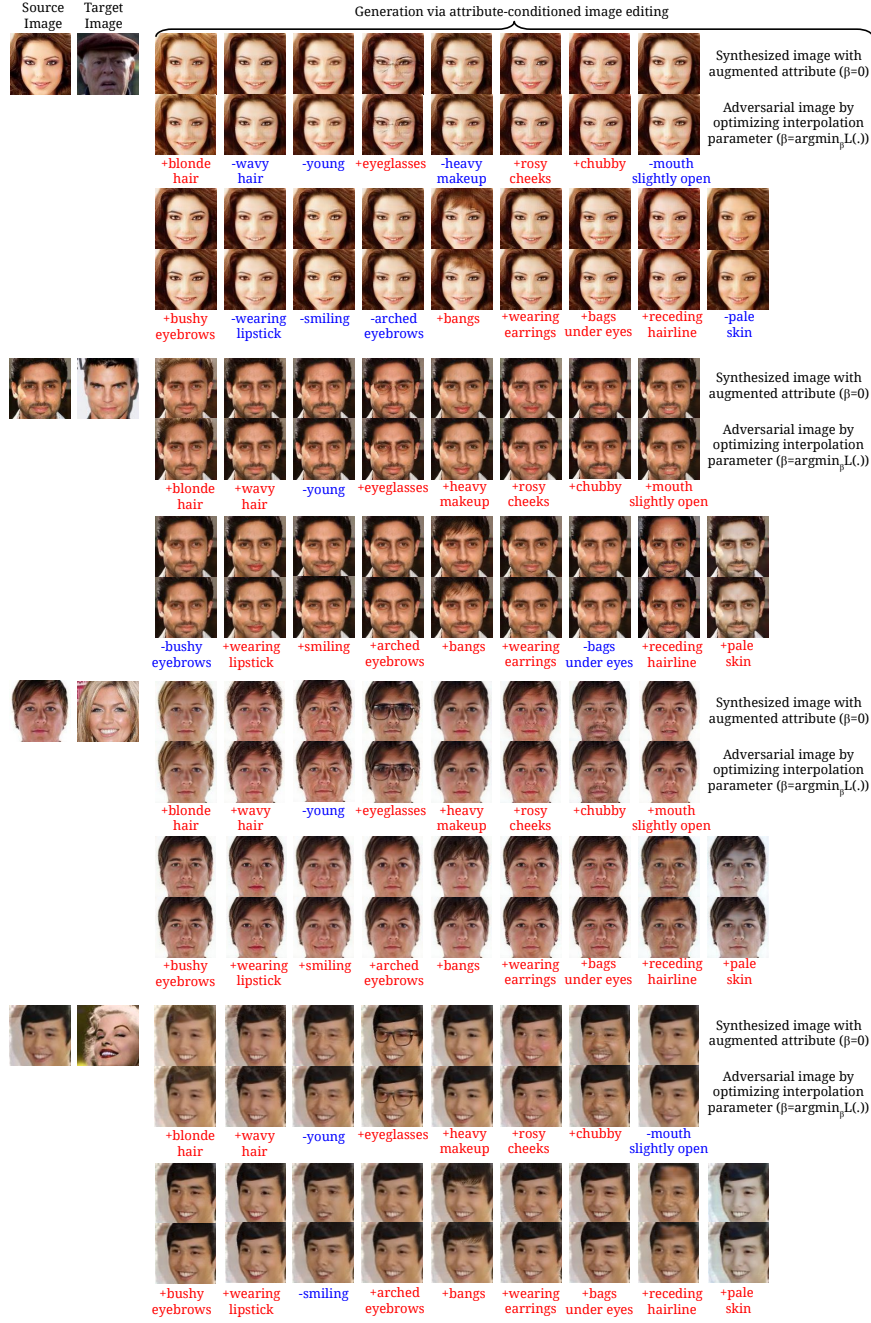 Source
Image
Target
Image
Generation via attribute-conditioned image editing
Synthesized image with
augmented attribute (β=0)
Adversarial image by
optimizing interpolation
parameter (β=argminᵦL(.))
+blonde
hair
-wavy
hair
-young
+eyeglasses
-heavy
makeup
+rosy
cheeks
+chubby
-mouth
slightly open
+bushy
eyebrows
-wearing
lipstick
-smiling
-arched
eyebrows
+bangs
+wearing
earrings
+bags
under eyes
+receding
hairline
-pale
skin
Synthesized image with
augmented attribute (β=0)
Adversarial image by
optimizing interpolation
parameter (β=argminᵦL(.))
+blonde
hair
+wavy
hair
-young
+eyeglasses
+heavy
makeup
+rosy
cheeks
+chubby
+mouth
slightly open
-bushy
eyebrows
+wearing
lipstick
+smiling
+arched
eyebrows
+bangs
+wearing
earrings
-bags
under eyes
+receding
hairline
+pale
skin
Synthesized image with
augmented attribute (β=0)
Adversarial image by
optimizing interpolation
parameter (β=argminᵦL(.))
+blonde
hair
+wavy
hair
-young
+eyeglasses
+heavy
makeup
+rosy
cheeks
+chubby
+mouth
slightly open
+bushy
eyebrows
+wearing
lipstick
+smiling
+arched
eyebrows
+bangs
+wearing
earrings
+bags
under eyes
+receding
hairline
+pale
skin
Synthesized image with
augmented attribute (β=0)
Adversarial image by
optimizing interpolation
parameter (β=argminᵦL(.))
+blonde
hair
+wavy
hair
-young
+eyeglasses
+heavy
makeup
+rosy
cheeks
+chubby
-mouth
slightly open
+bushy
eyebrows
+wearing
lipstick
-smiling
+arched
eyebrows
+bangs
+wearing
earrings
+bags
under eyes
+receding
hairline
+pale
skin